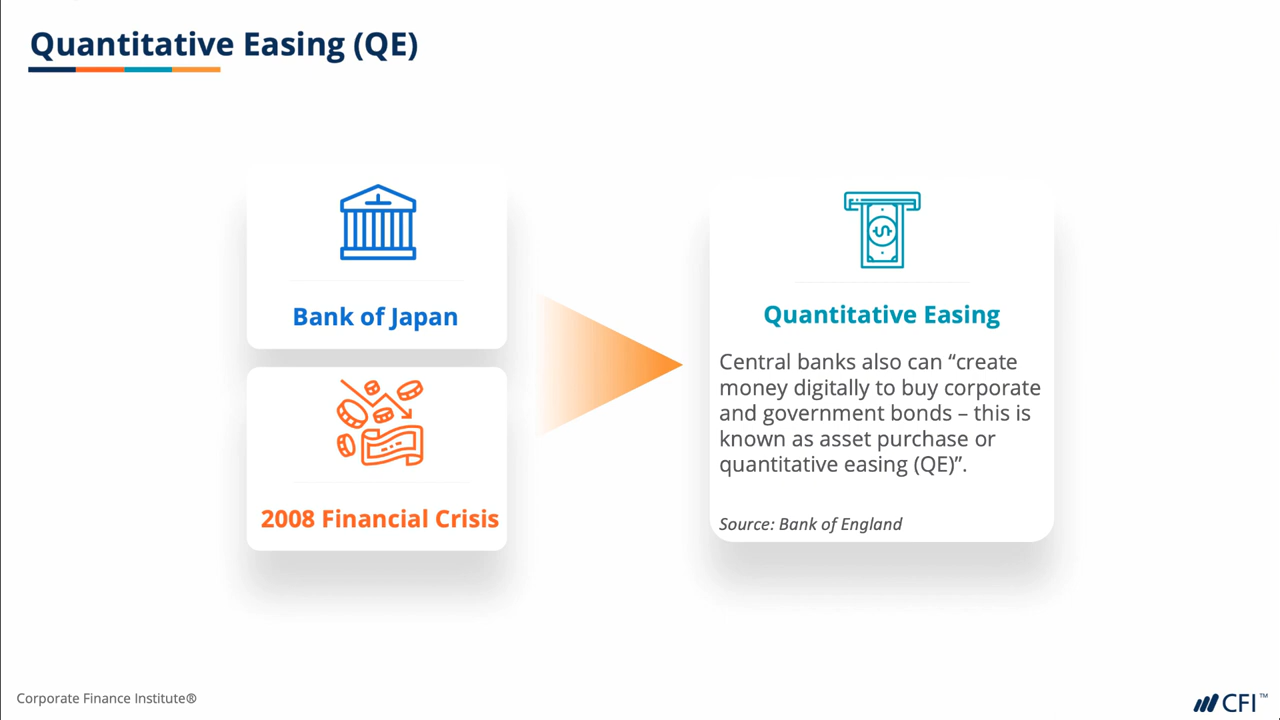 Quantitative Easing (QE)
Bank of Japan
2008 Financial Crisis
Quantitative Easing
Central banks also can “create
money digitally to buy corporate
and government bonds – this is
known as asset purchase or
quantitative easing (QE)”.
Source: Bank of England
Corporate Finance Institute®
CFI™